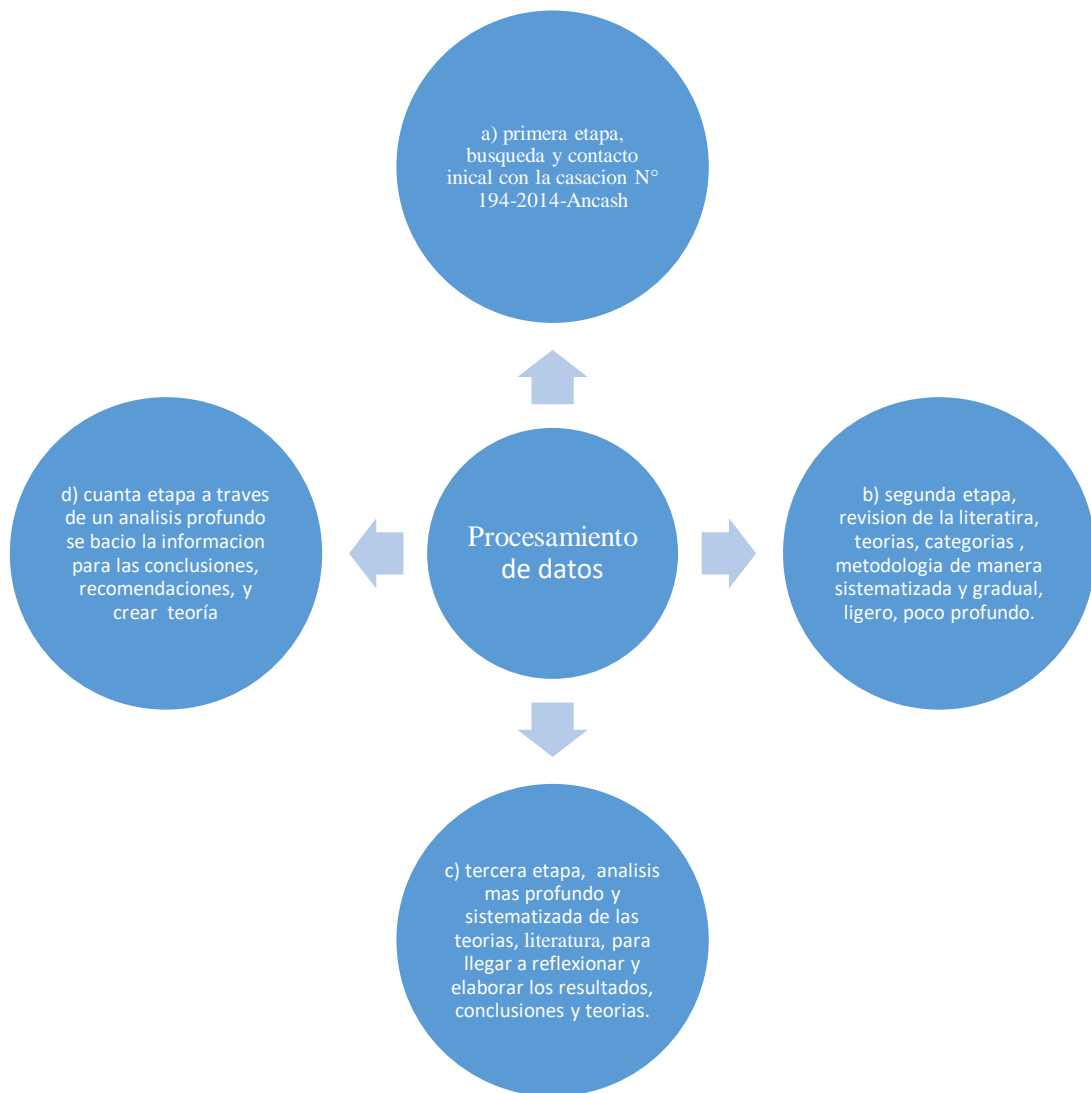 a) primera etapa,
busqueda y contacto
inical con la casacion N°
194-2014-Ancash
d) cuanta etapa a traves
de un analisis profundo
se bacio la informacion
para las conclusiones,
recomendaciones, y
crear teoría
Procesamiento
de datos
b) segunda etapa,
revision de la literatira,
teorias, categorias ,
metodologia de manera
sistematizada y gradual,
ligero, poco profundo.
c) tercera etapa, analisis
mas profundo y
sistematizada de las
teorias, literatura, para
llegar a reflexionar y
elaborar los resultados,
conclusiones y teorias.